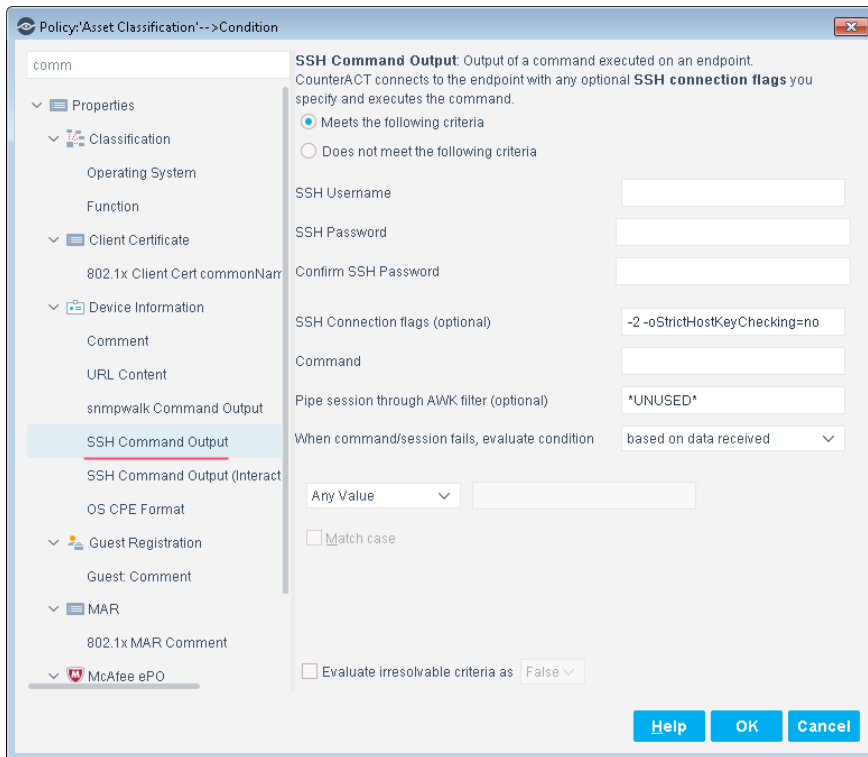 Policy:'Asset Classification'-->Condition
comm
Properties
Classification
Operating System
Function
Client Certificate
802.1x Client Cert commonNam
Device Information
Comment
URL Content
snmpwalk Command Output
SSH Command Output
SSH Command Output (Interact
OS CPE Format
Guest Registration
Guest: Comment
MAR
802.1x MAR Comment
McAfee ePO
SSH Command Output: Output of a command executed on an endpoint.
CounterACT connects to the endpoint with any optional SSH connection flags you
specify and executes the command.
Meets the following criteria
Does not meet the following criteria
SSH Username
SSH Password
Confirm SSH Password
SSH Connection flags (optional) -2 -oStrictHostKeyChecking=no
Command
Pipe session through AWK filter (optional) *UNUSED*
When command/session fails, evaluate condition based on data received
Any Value
Match case
Evaluate irresolvable criteria as False
Help OK Cancel